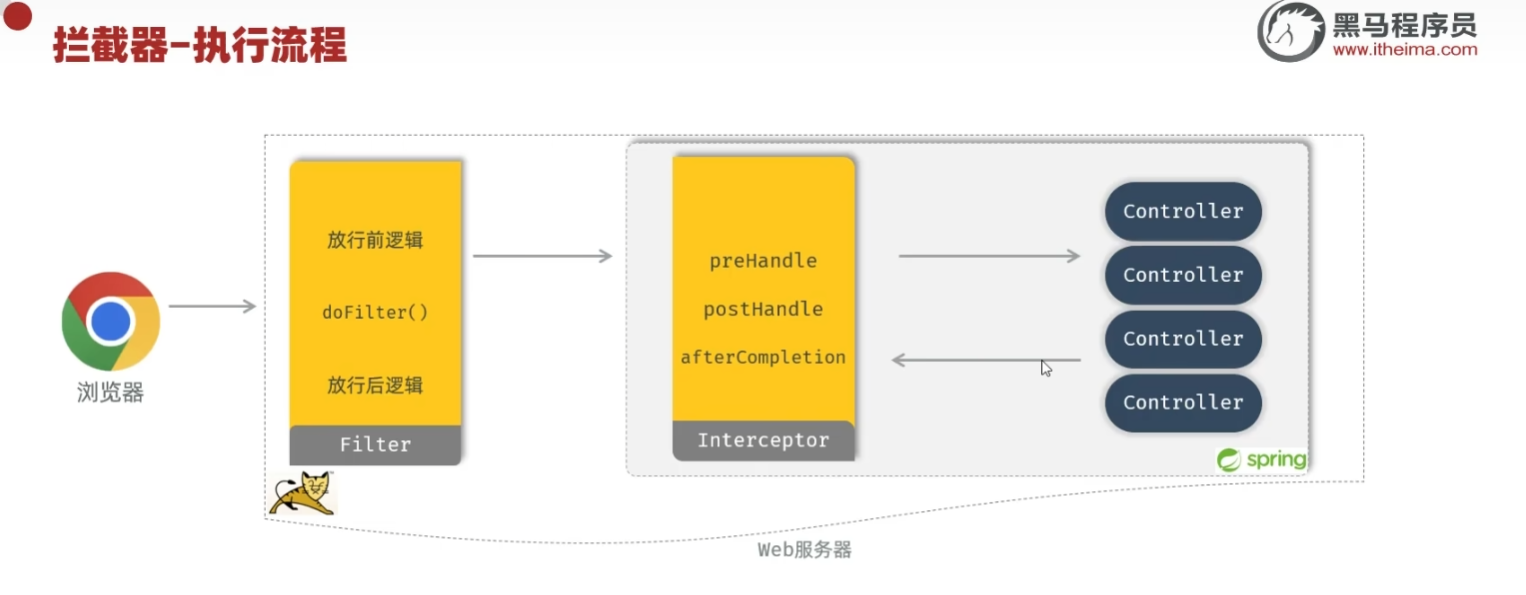 拦截器-执行流程
黑马程序员
www.itheima.com
放行前逻辑
doFilter()
放行后逻辑
Filter
浏览器
preHandle
postHandle
afterCompletion
Interceptor
Controller
Controller
Controller
Controller
spring
Web服务器